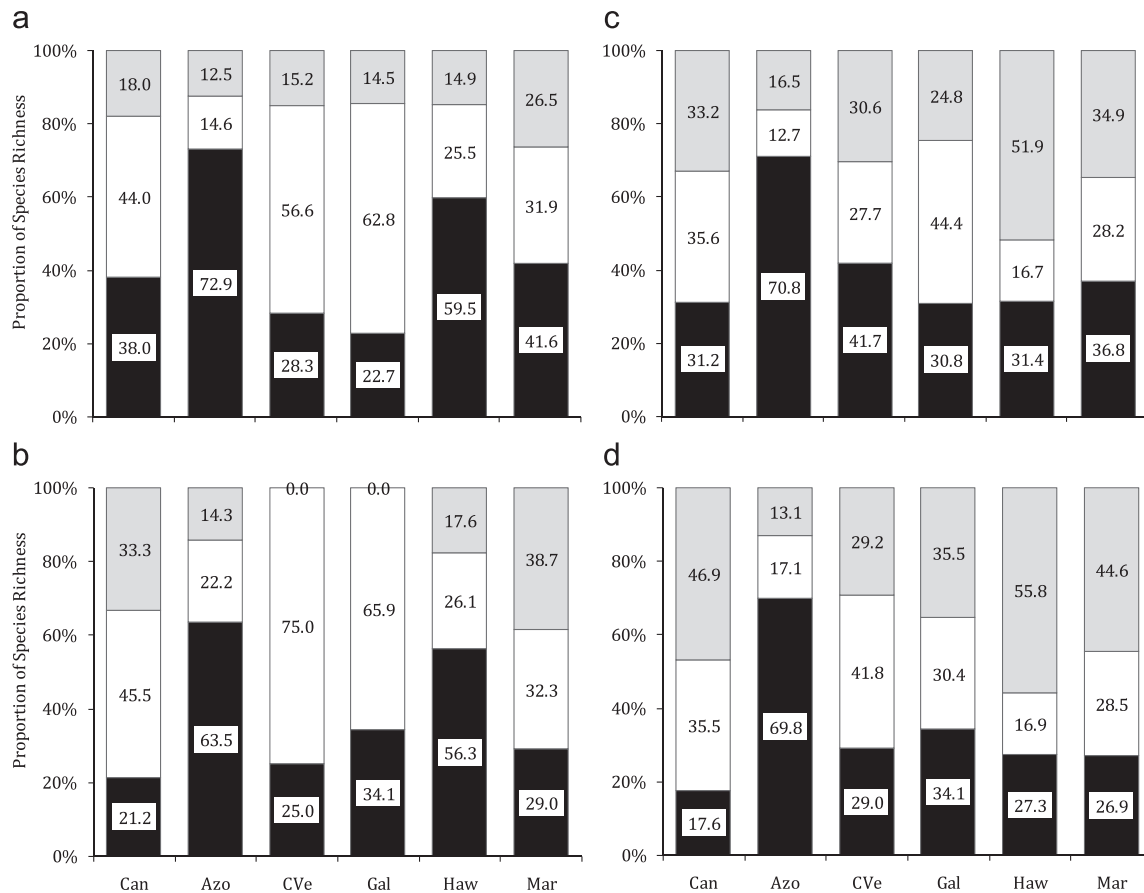 a
Proportion of Species Richness
100%
80%
60%
40%
20%
0%
18.0 12.5 15.2 14.5 14.9 26.5
44.0 14.6 56.6 62.8 25.5 31.9
38.0 72.9 28.3 22.7 59.5 41.6
c
100%
80%
60%
40%
20%
0%
33.2 16.5 30.6 24.8 51.9 34.9
35.6 12.7 27.7 44.4 16.7 28.2
31.2 70.8 41.7 30.8 31.4 36.8
b
Proportion of Species Richness
100%
80%
60%
40%
20%
0%
33.3 14.3 0.0 0.0 17.6 38.7
45.5 22.2 75.0 65.9 26.1 32.3
21.2 63.5 25.0 34.1 56.3 29.0
Can Azo CVe Gal Haw Mar
d
100%
80%
60%
40%
20%
0%
46.9 13.1 29.2 35.5 55.8 44.6
35.5 17.1 41.8 30.4 16.9 28.5
17.6 69.8 29.0 34.1 27.3 26.9
Can Azo CVe Gal Haw Mar